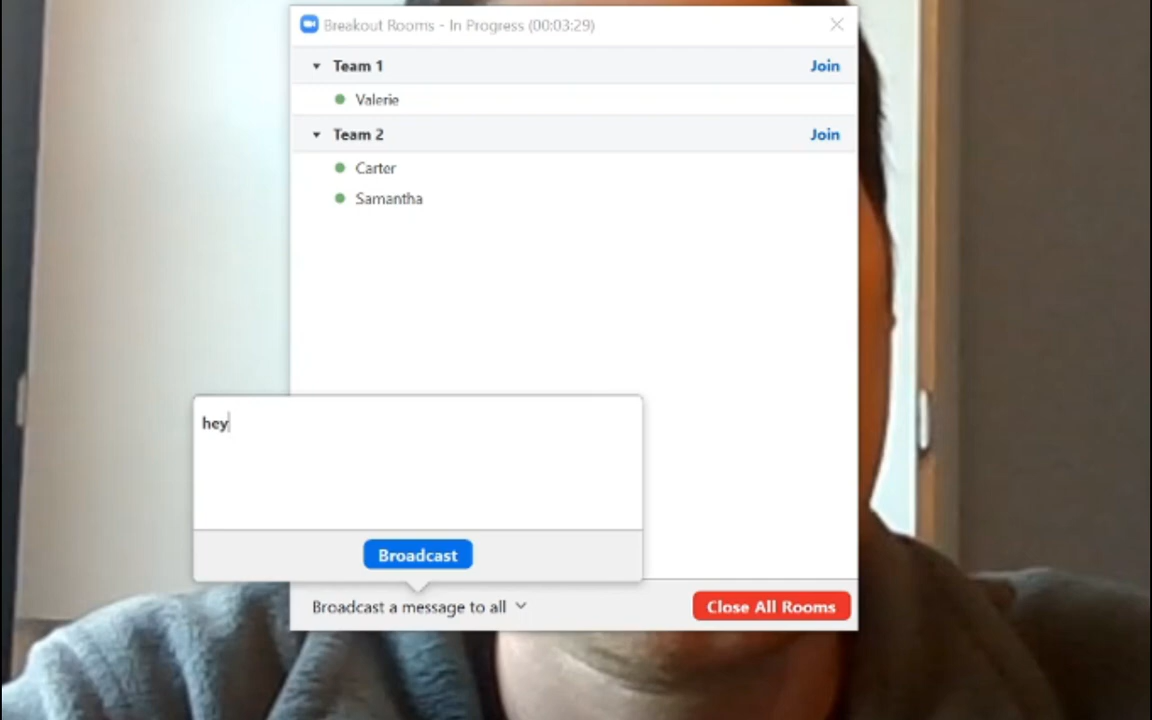 Breakout Rooms - In Progress (00:03:29)
Team 1 Join
Valerie
Team 2 Join
Carter
Samantha
hey
Broadcast
Broadcast a message to all
Close All Rooms